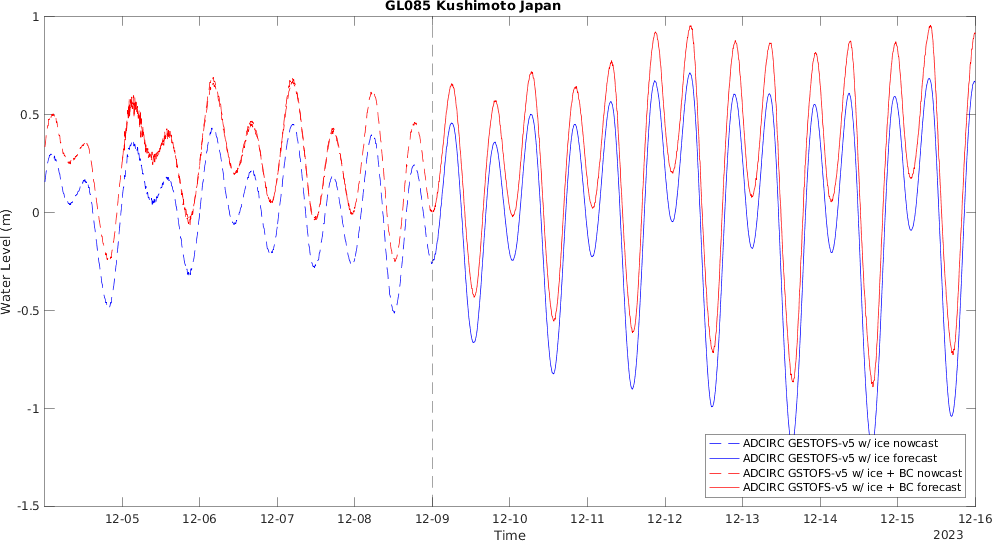 GL085 Kushimoto Japan
1
0.5
0
-0.5
-1
-1.5
Water Level (m)
ADCIRC GESTOFS-v5 w/ ice nowcast
ADCIRC GESTOFS-v5 w/ ice forecast
ADCIRC GSTOFS-v5 w/ ice + BC nowcast
ADCIRC GSTOFS-v5 w/ ice + BC forecast
12-05 12-06 12-07 12-08 12-09 12-10 12-11 12-12 12-13 12-14 12-15 12-16
Time
2023